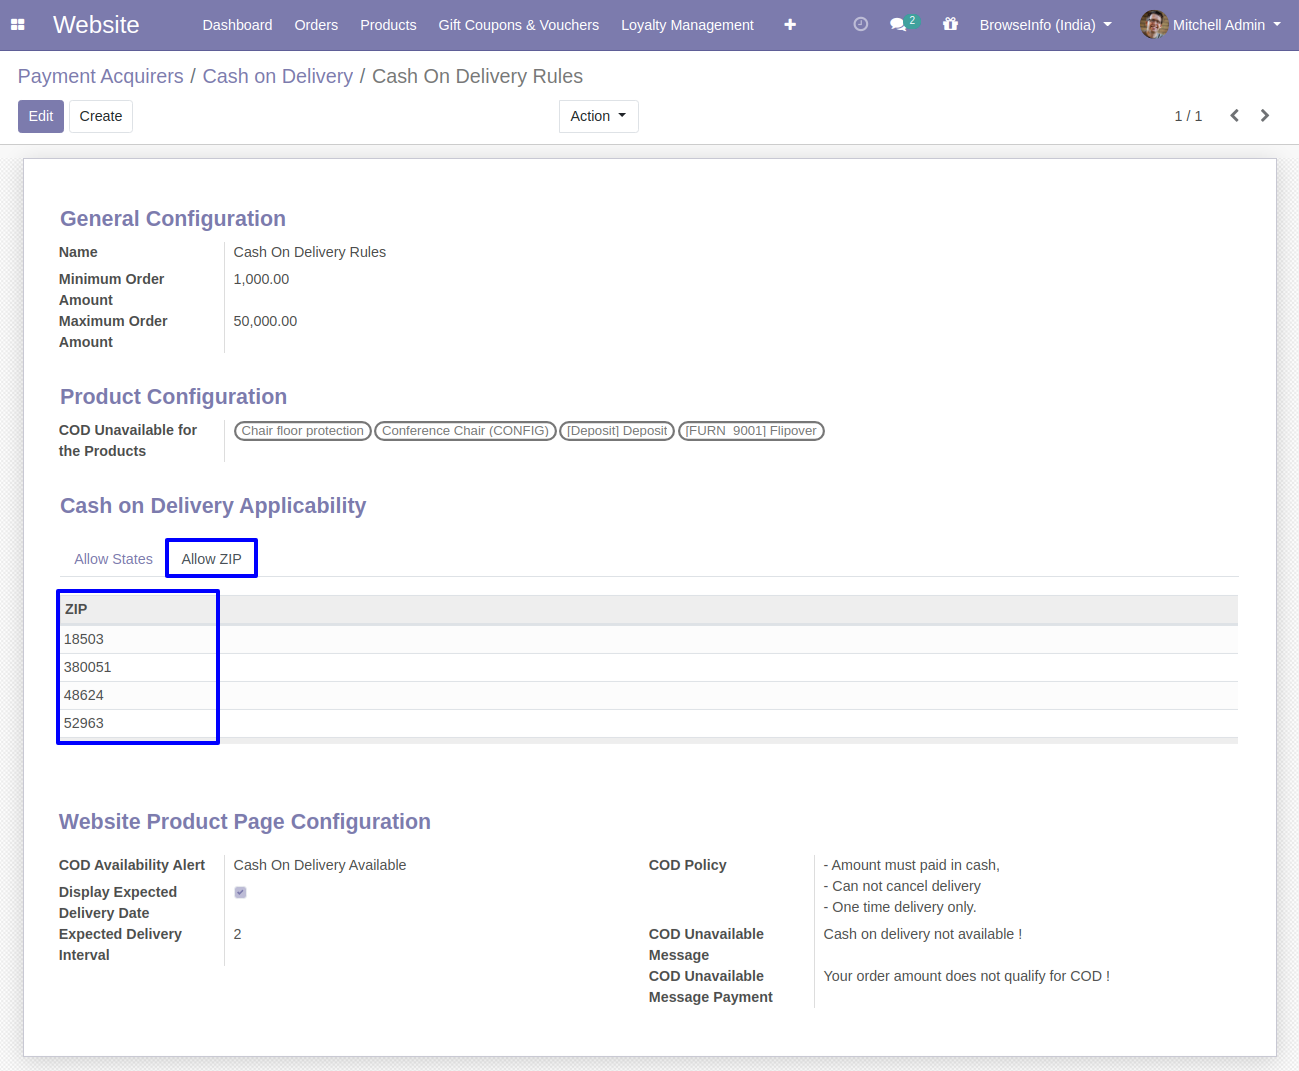 Website Dashboard Orders Products Gift Coupons & Vouchers Loyalty Management 2 BrowseInfo (India) Mitchell Admin
Payment Acquirers / Cash on Delivery / Cash On Delivery Rules
Edit Create Action 1 / 1
General Configuration
Name Cash On Delivery Rules
Minimum Order 1,000.00
Amount
Maximum Order 50,000.00
Amount
Product Configuration
COD Unavailable for Chair floor protection Conference Chair (CONFIG) [Deposit] Deposit [FURN_9001] Flipover
the Products
Cash on Delivery Applicability
Allow States Allow ZIP
ZIP
18503
380051
48624
52963
Website Product Page Configuration
COD Availability Alert Cash On Delivery Available
Display Expected
Delivery Date
Expected Delivery 2
Interval
COD Policy - Amount must paid in cash,
- Can not cancel delivery
- One time delivery only.
COD Unavailable Cash on delivery not available !
Message
COD Unavailable Your order amount does not qualify for COD !
Message Payment